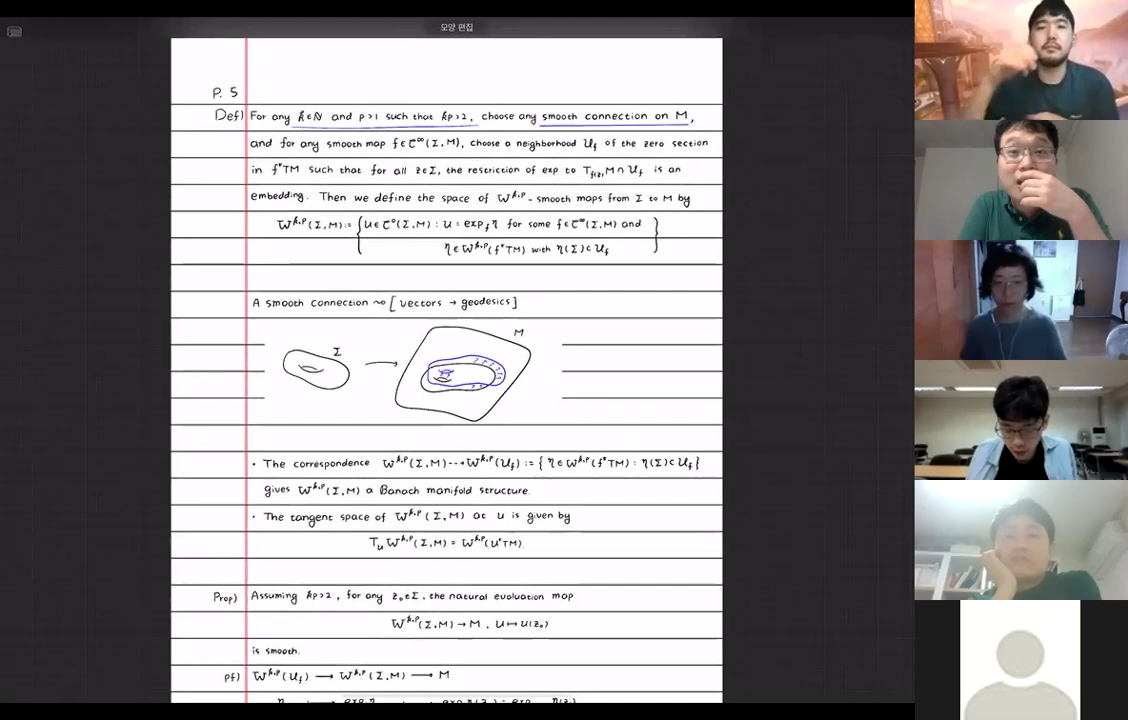 모양 편집
P. 5
Def) For any k∈ℕ and p>1 such that kp>2, choose any smooth connection on M,
and for any smooth map f∈C^∞(Σ,M), choose a neighborhood U_f of the zero section
in f*TM such that for all z∈Σ, the restriction of exp to T_{f(z)}M∩U_f is an
embedding. Then we define the space of W^{k,p}-smooth maps from Σ to M by
W^{k,p}(Σ,M):={u∈C^0(Σ,M) : u=exp_f η for some f∈C^∞(Σ,M) and
η∈W^{k,p}(f*TM) with η(Σ)⊂U_f}
A smooth connection ~> [vectors → geodesics]
Σ
M
· The correspondence W^{k,p}(Σ,M) --→ W^{k,p}(U_f) := {η∈W^{k,p}(f*TM) : η(Σ)⊂U_f}
gives W^{k,p}(Σ,M) a Banach manifold structure.
· The tangent space of W^{k,p}(Σ,M) at u is given by
T_u W^{k,p}(Σ,M) = W^{k,p}(u*TM).
Prop) Assuming kp>2, for any z_0∈Σ, the natural evaluation map
W^{k,p}(Σ,M) → M, u ↦ u(z_0)
is smooth.
pf) W^{k,p}(U_f) → W^{k,p}(Σ,M) → M